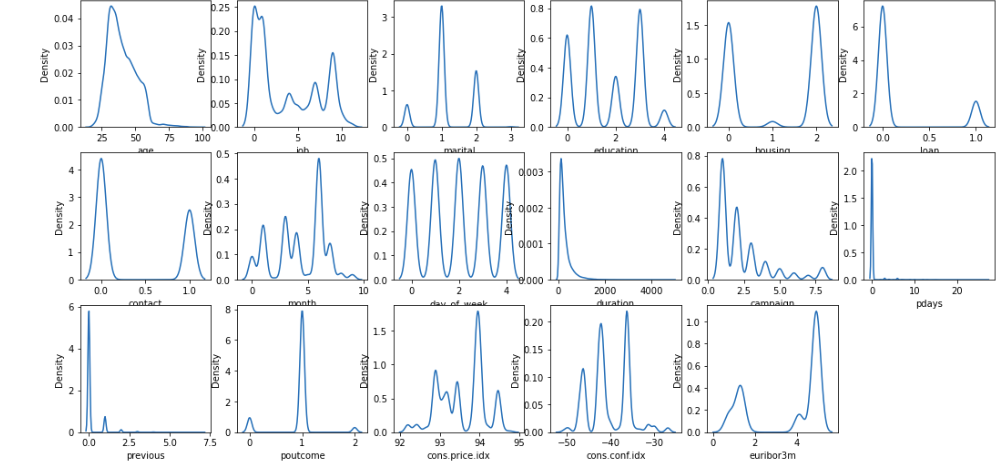 Density 0.04 0.03 0.02 0.01 0.00 25 50 75 100 age
Density 0.25 0.20 0.15 0.10 0.05 0.00 0 5 10 job
Density 3 2 1 0 0 1 2 3 marital
Density 0.8 0.6 0.4 0.2 0.0 0 2 4 education
Density 1.5 1.0 0.5 0.0 0 1 2 housing
Density 6 4 2 0 0.0 0.5 1.0 loan
Density 4 3 2 1 0 0.0 0.5 1.0 contact
Density 0.5 0.4 0.3 0.2 0.1 0.0 0 5 10 month
Density 0.5 0.4 0.3 0.2 0.1 0.0 0 2 4 day_of_week
Density 0.003 0.002 0.001 0.000 0 2000 4000 duration
Density 0.8 0.6 0.4 0.2 0.0 0.0 2.5 5.0 7.5 campaign
Density 2.0 1.5 1.0 0.5 0.0 0 10 20 pdays
Density 6 4 2 0 0.0 2.5 5.0 7.5 previous
Density 8 6 4 2 0 0 1 2 poutcome
Density 1.5 1.0 0.5 0.0 92 93 94 95 cons.price.idx
Density 0.20 0.15 0.10 0.05 0.00 −50 −40 −30 cons.conf.idx
Density 1.0 0.8 0.6 0.4 0.2 0.0 0 2 4 euribor3m